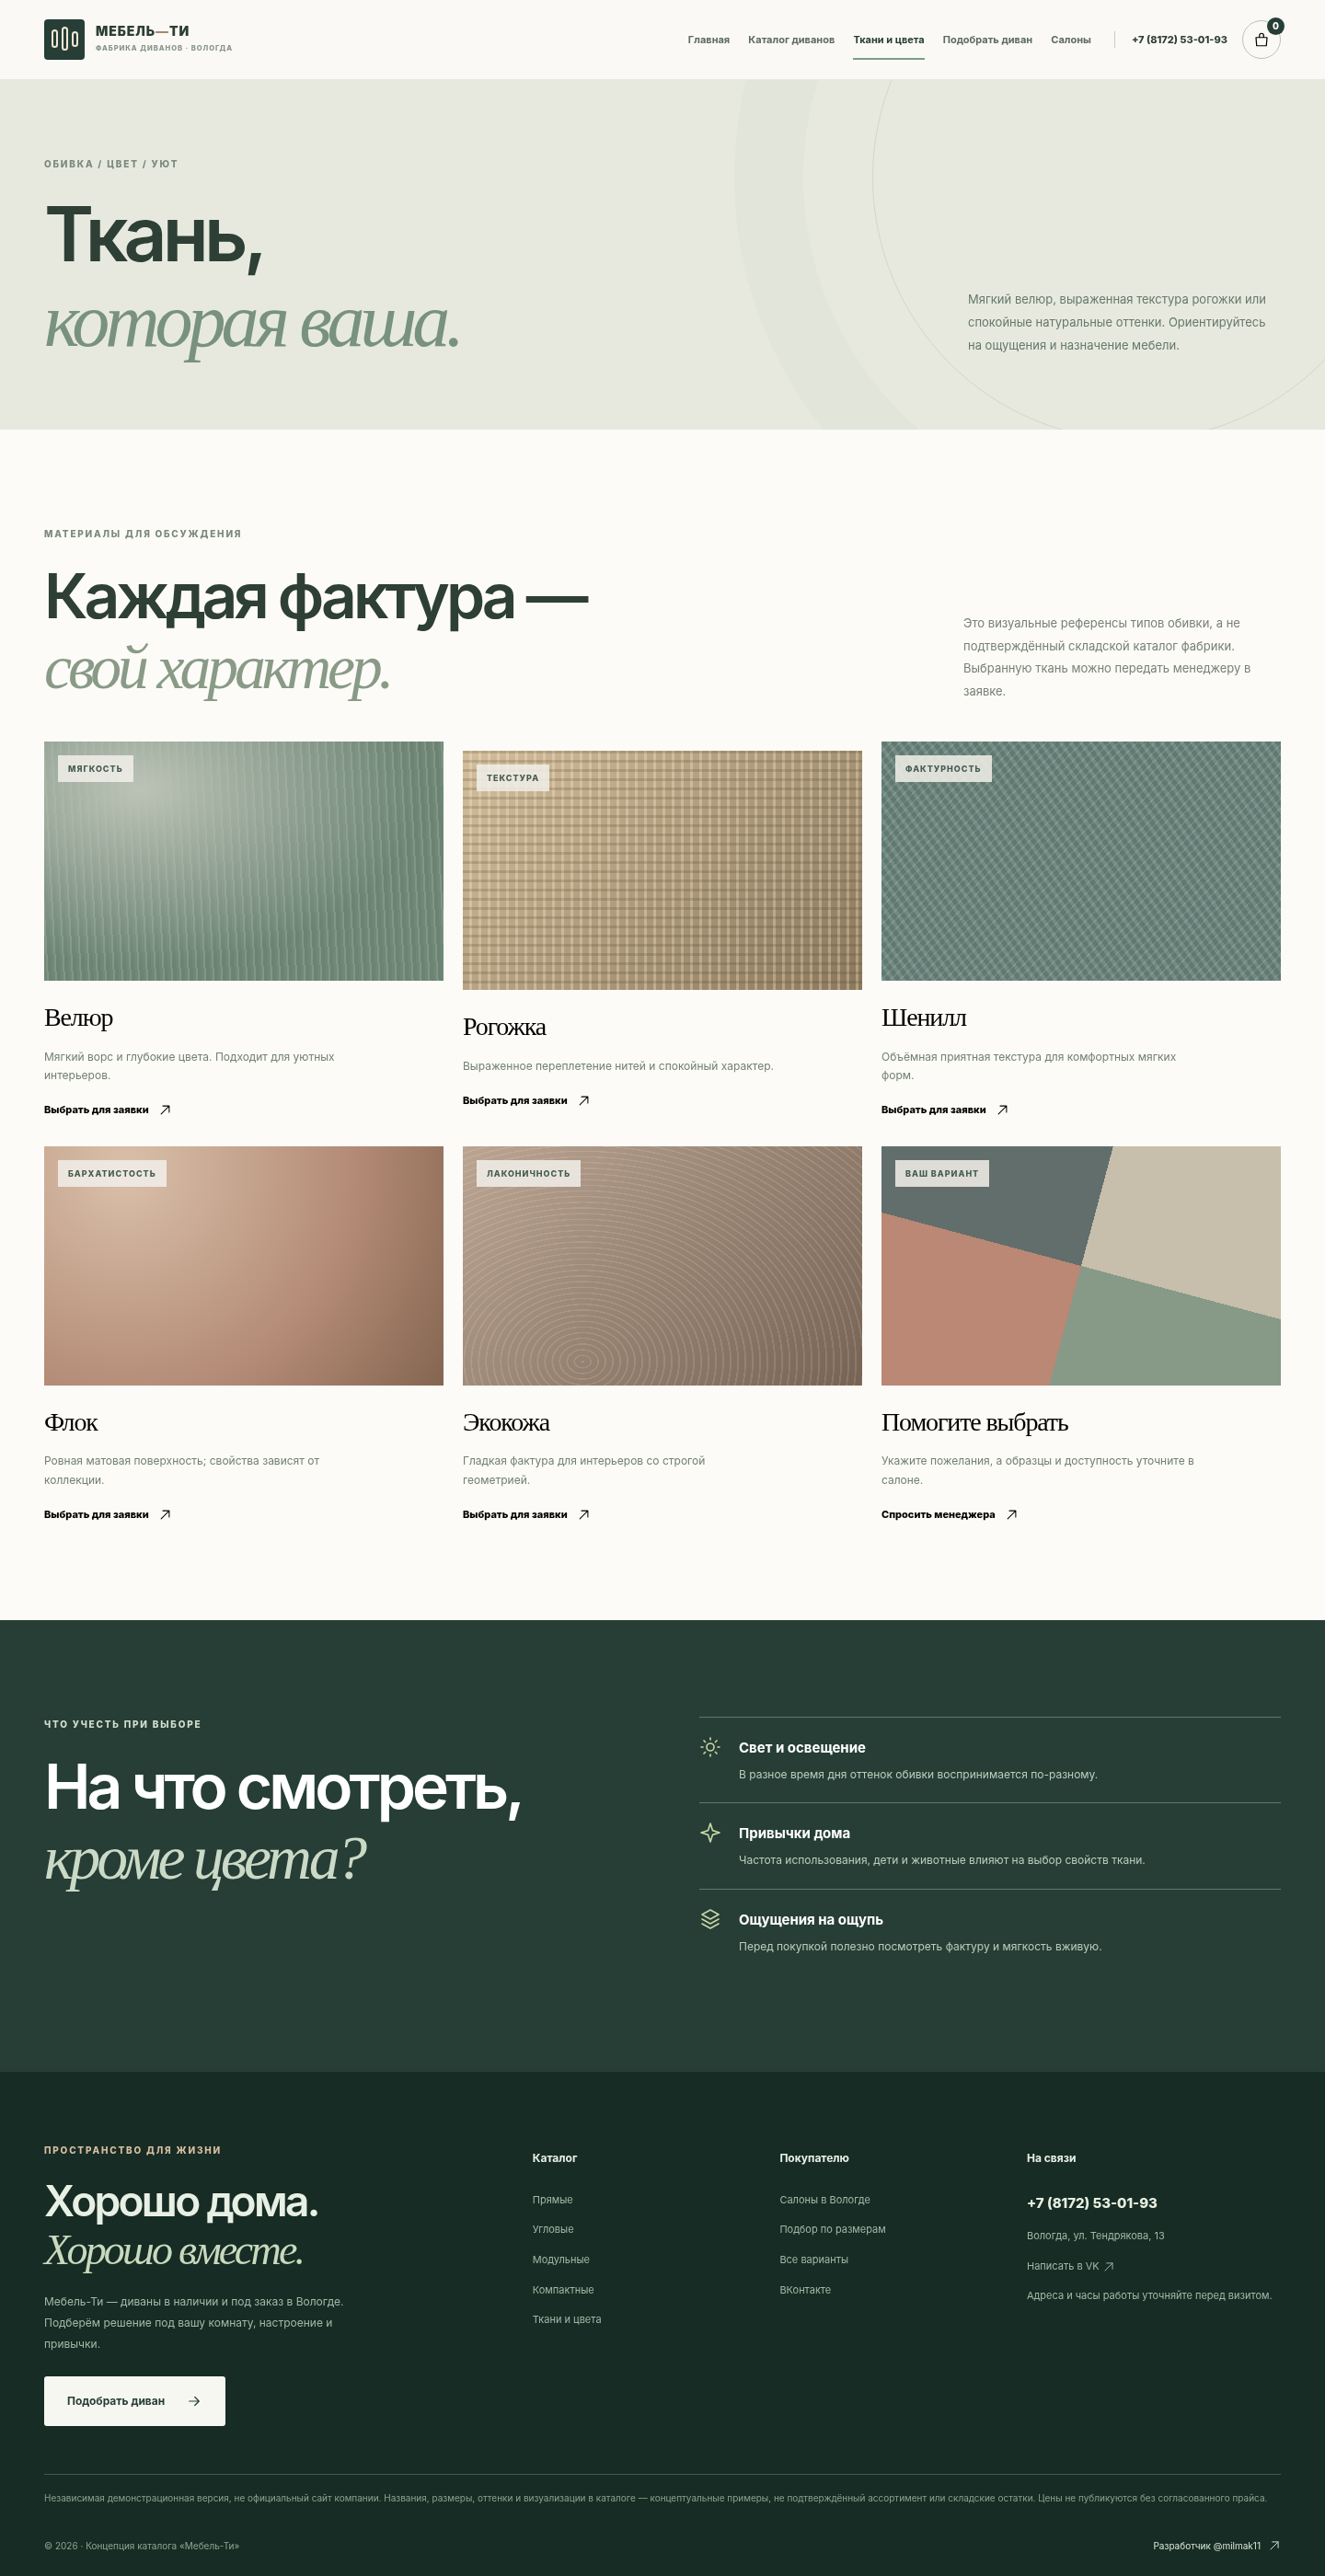 МЕБЕЛЬ—ТИ
ФАБРИКА ДИВАНОВ · ВОЛОГДА
Главная
Каталог диванов
Ткани и цвета
Подобрать диван
Салоны
+7 (8172) 53-01-93
0
ОБИВКА / ЦВЕТ / УЮТ
Ткань,
которая ваша.
Мягкий велюр, выраженная текстура рогожки или
спокойные натуральные оттенки. Ориентируйтесь
на ощущения и назначение мебели.
МАТЕРИАЛЫ ДЛЯ ОБСУЖДЕНИЯ
Каждая фактура —
свой характер.
Это визуальные референсы типов обивки, а не
подтверждённый складской каталог фабрики.
Выбранную ткань можно передать менеджеру в
заявке.
МЯГКОСТЬ
Велюр
Мягкий ворс и глубокие цвета. Подходит для уютных
интерьеров.
Выбрать для заявки
ТЕКСТУРА
Рогожка
Выраженное переплетение нитей и спокойный характер.
Выбрать для заявки
ФАКТУРНОСТЬ
Шенилл
Объёмная приятная текстура для комфортных мягких
форм.
Выбрать для заявки
БАРХАТИСТОСТЬ
Флок
Ровная матовая поверхность; свойства зависят от
коллекции.
Выбрать для заявки
ЛАКОНИЧНОСТЬ
Экокожа
Гладкая фактура для интерьеров со строгой
геометрией.
Выбрать для заявки
ВАШ ВАРИАНТ
Помогите выбрать
Укажите пожелания, а образцы и доступность уточните в
салоне.
Спросить менеджера
ЧТО УЧЕСТЬ ПРИ ВЫБОРЕ
На что смотреть,
кроме цвета?
Свет и освещение
В разное время дня оттенок обивки воспринимается по-разному.
Привычки дома
Частота использования, дети и животные влияют на выбор свойств ткани.
Ощущения на ощупь
Перед покупкой полезно посмотреть фактуру и мягкость вживую.
ПРОСТРАНСТВО ДЛЯ ЖИЗНИ
Хорошо дома.
Хорошо вместе.
Мебель-Ти — диваны в наличии и под заказ в Вологде.
Подберём решение под вашу комнату, настроение и
привычки.
Подобрать диван
Каталог
Прямые
Угловые
Модульные
Компактные
Ткани и цвета
Покупателю
Салоны в Вологде
Подбор по размерам
Все варианты
ВКонтакте
На связи
+7 (8172) 53-01-93
Вологда, ул. Тендрякова, 13
Написать в VK
Адреса и часы работы уточняйте перед визитом.
Независимая демонстрационная версия, не официальный сайт компании. Названия, размеры, оттенки и визуализации в каталоге — концептуальные примеры, не подтверждённый ассортимент или складские остатки. Цены не публикуются без согласованного прайса.
© 2026 · Концепция каталога «Мебель-Ти»
Разработчик @milmak11